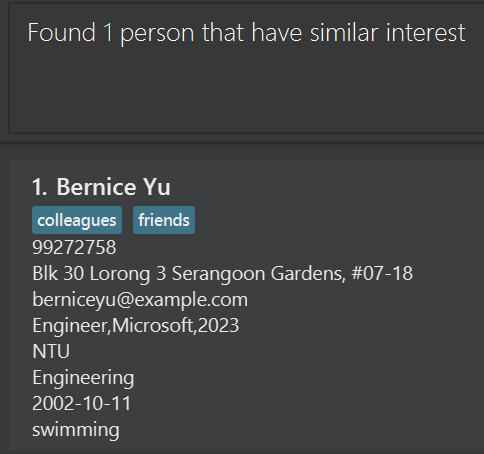 Found 1 person that have similar interest
1. Bernice Yu
colleagues friends
99272758
Blk 30 Lorong 3 Serangoon Gardens, #07-18
berniceyu@example.com
Engineer,Microsoft,2023
NTU
Engineering
2002-10-11
swimming